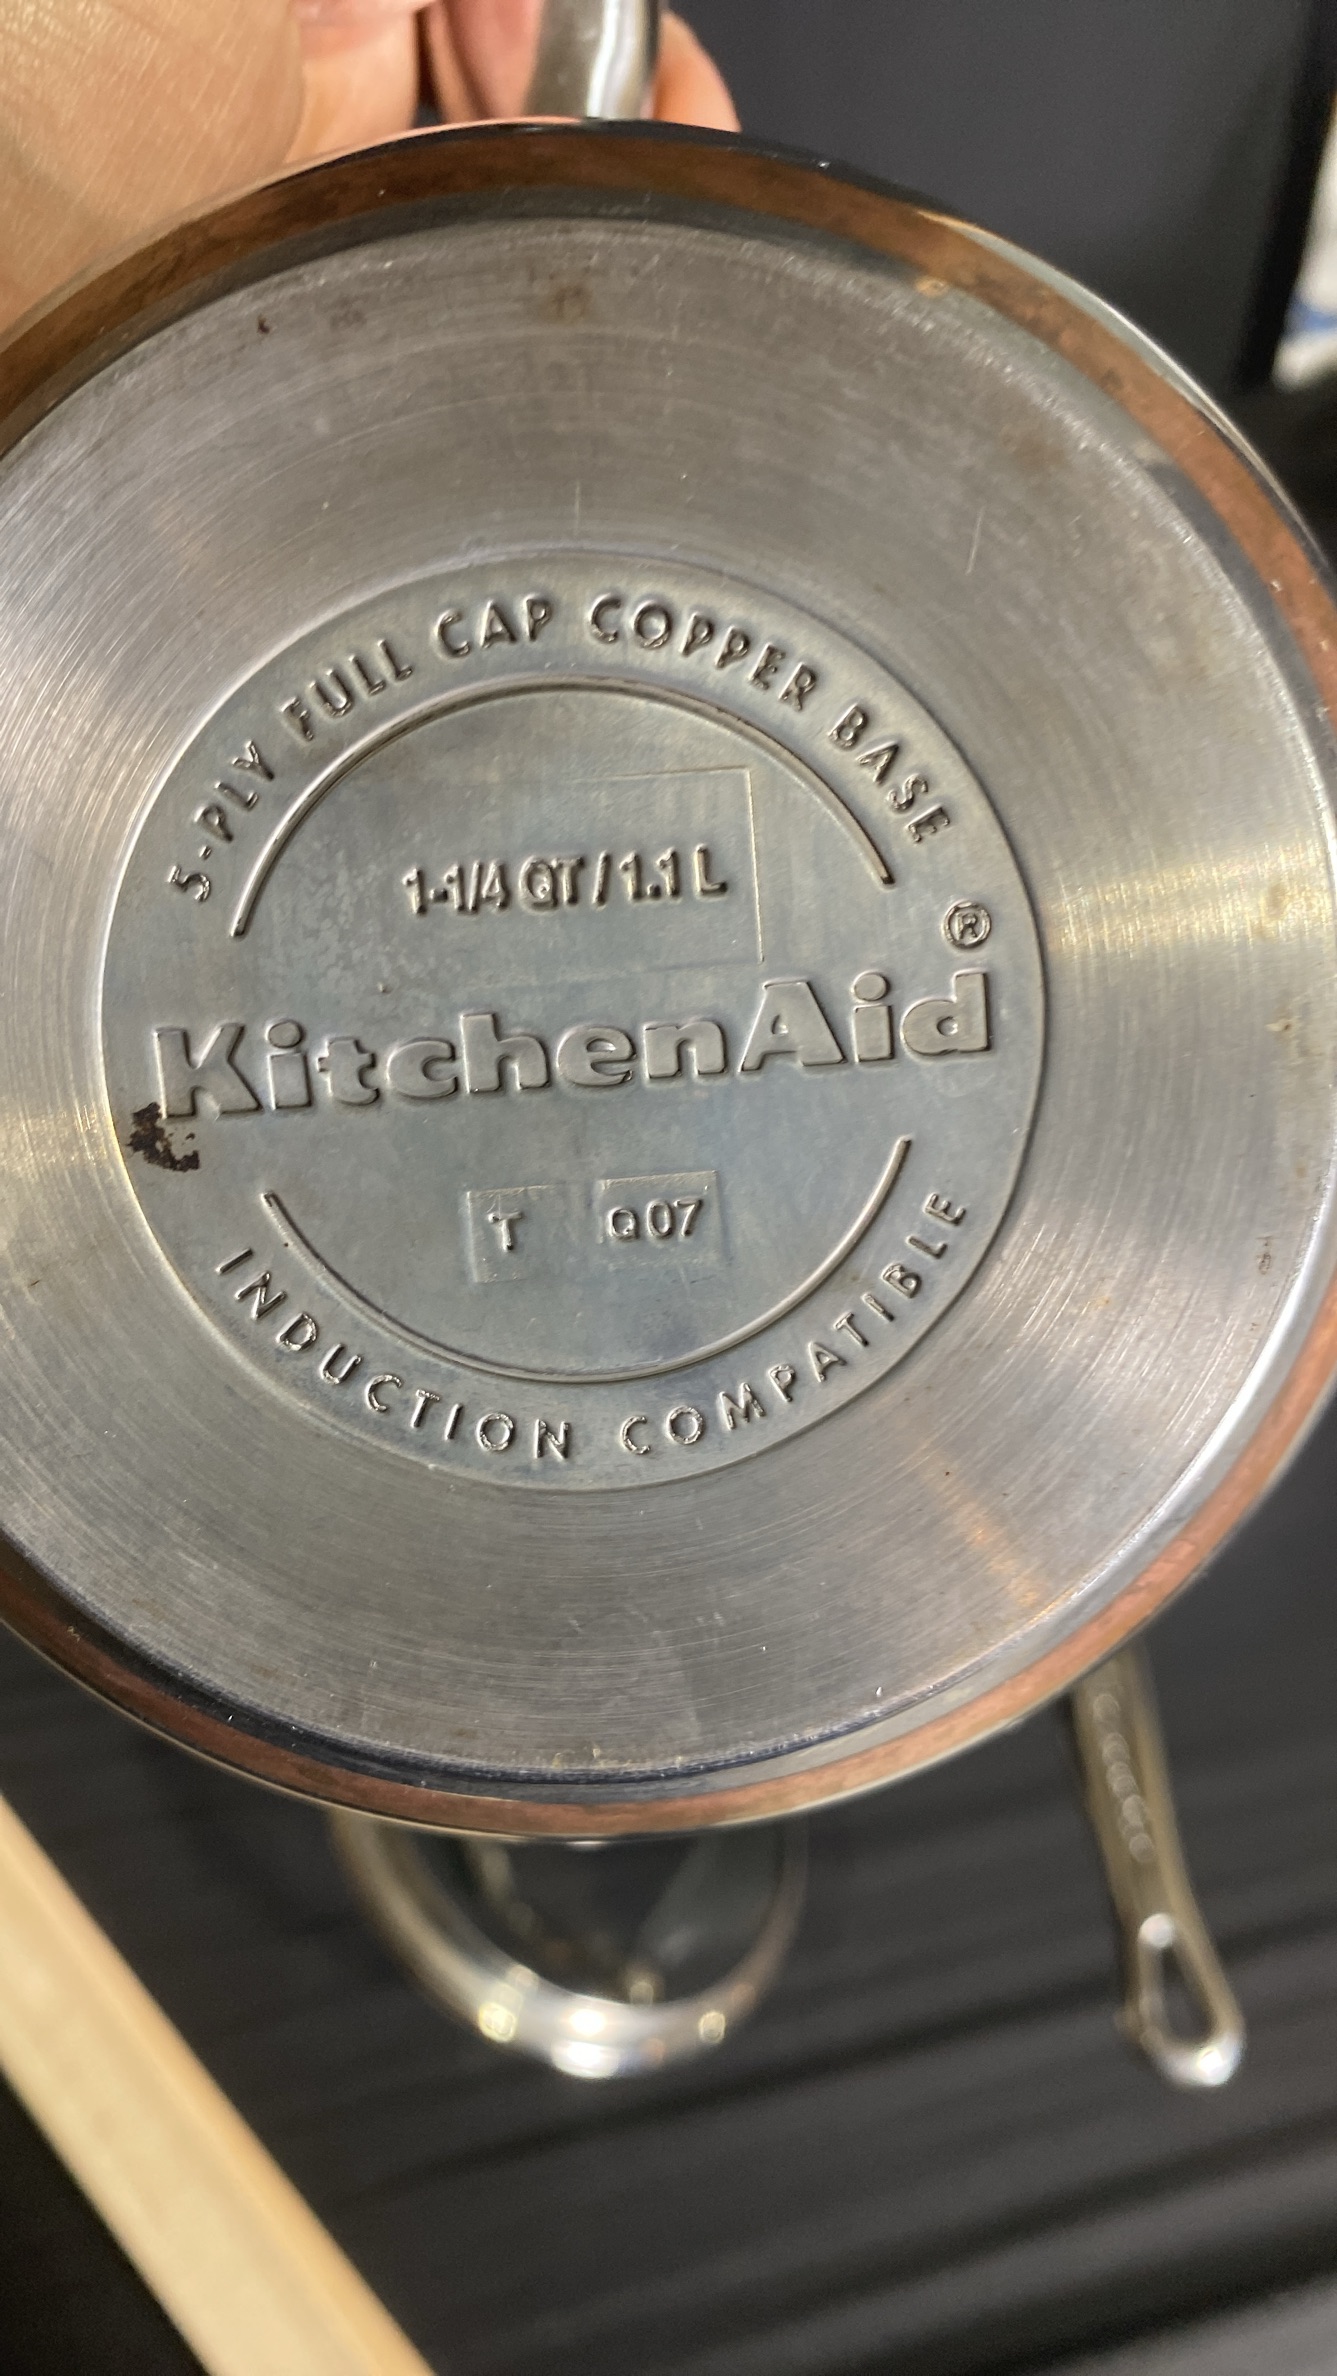 5-PLY FULL CAP COPPER BASE
1-1/4 QT / 1.1 L
KitchenAid®
T Q07
INDUCTION COMPATIBLE